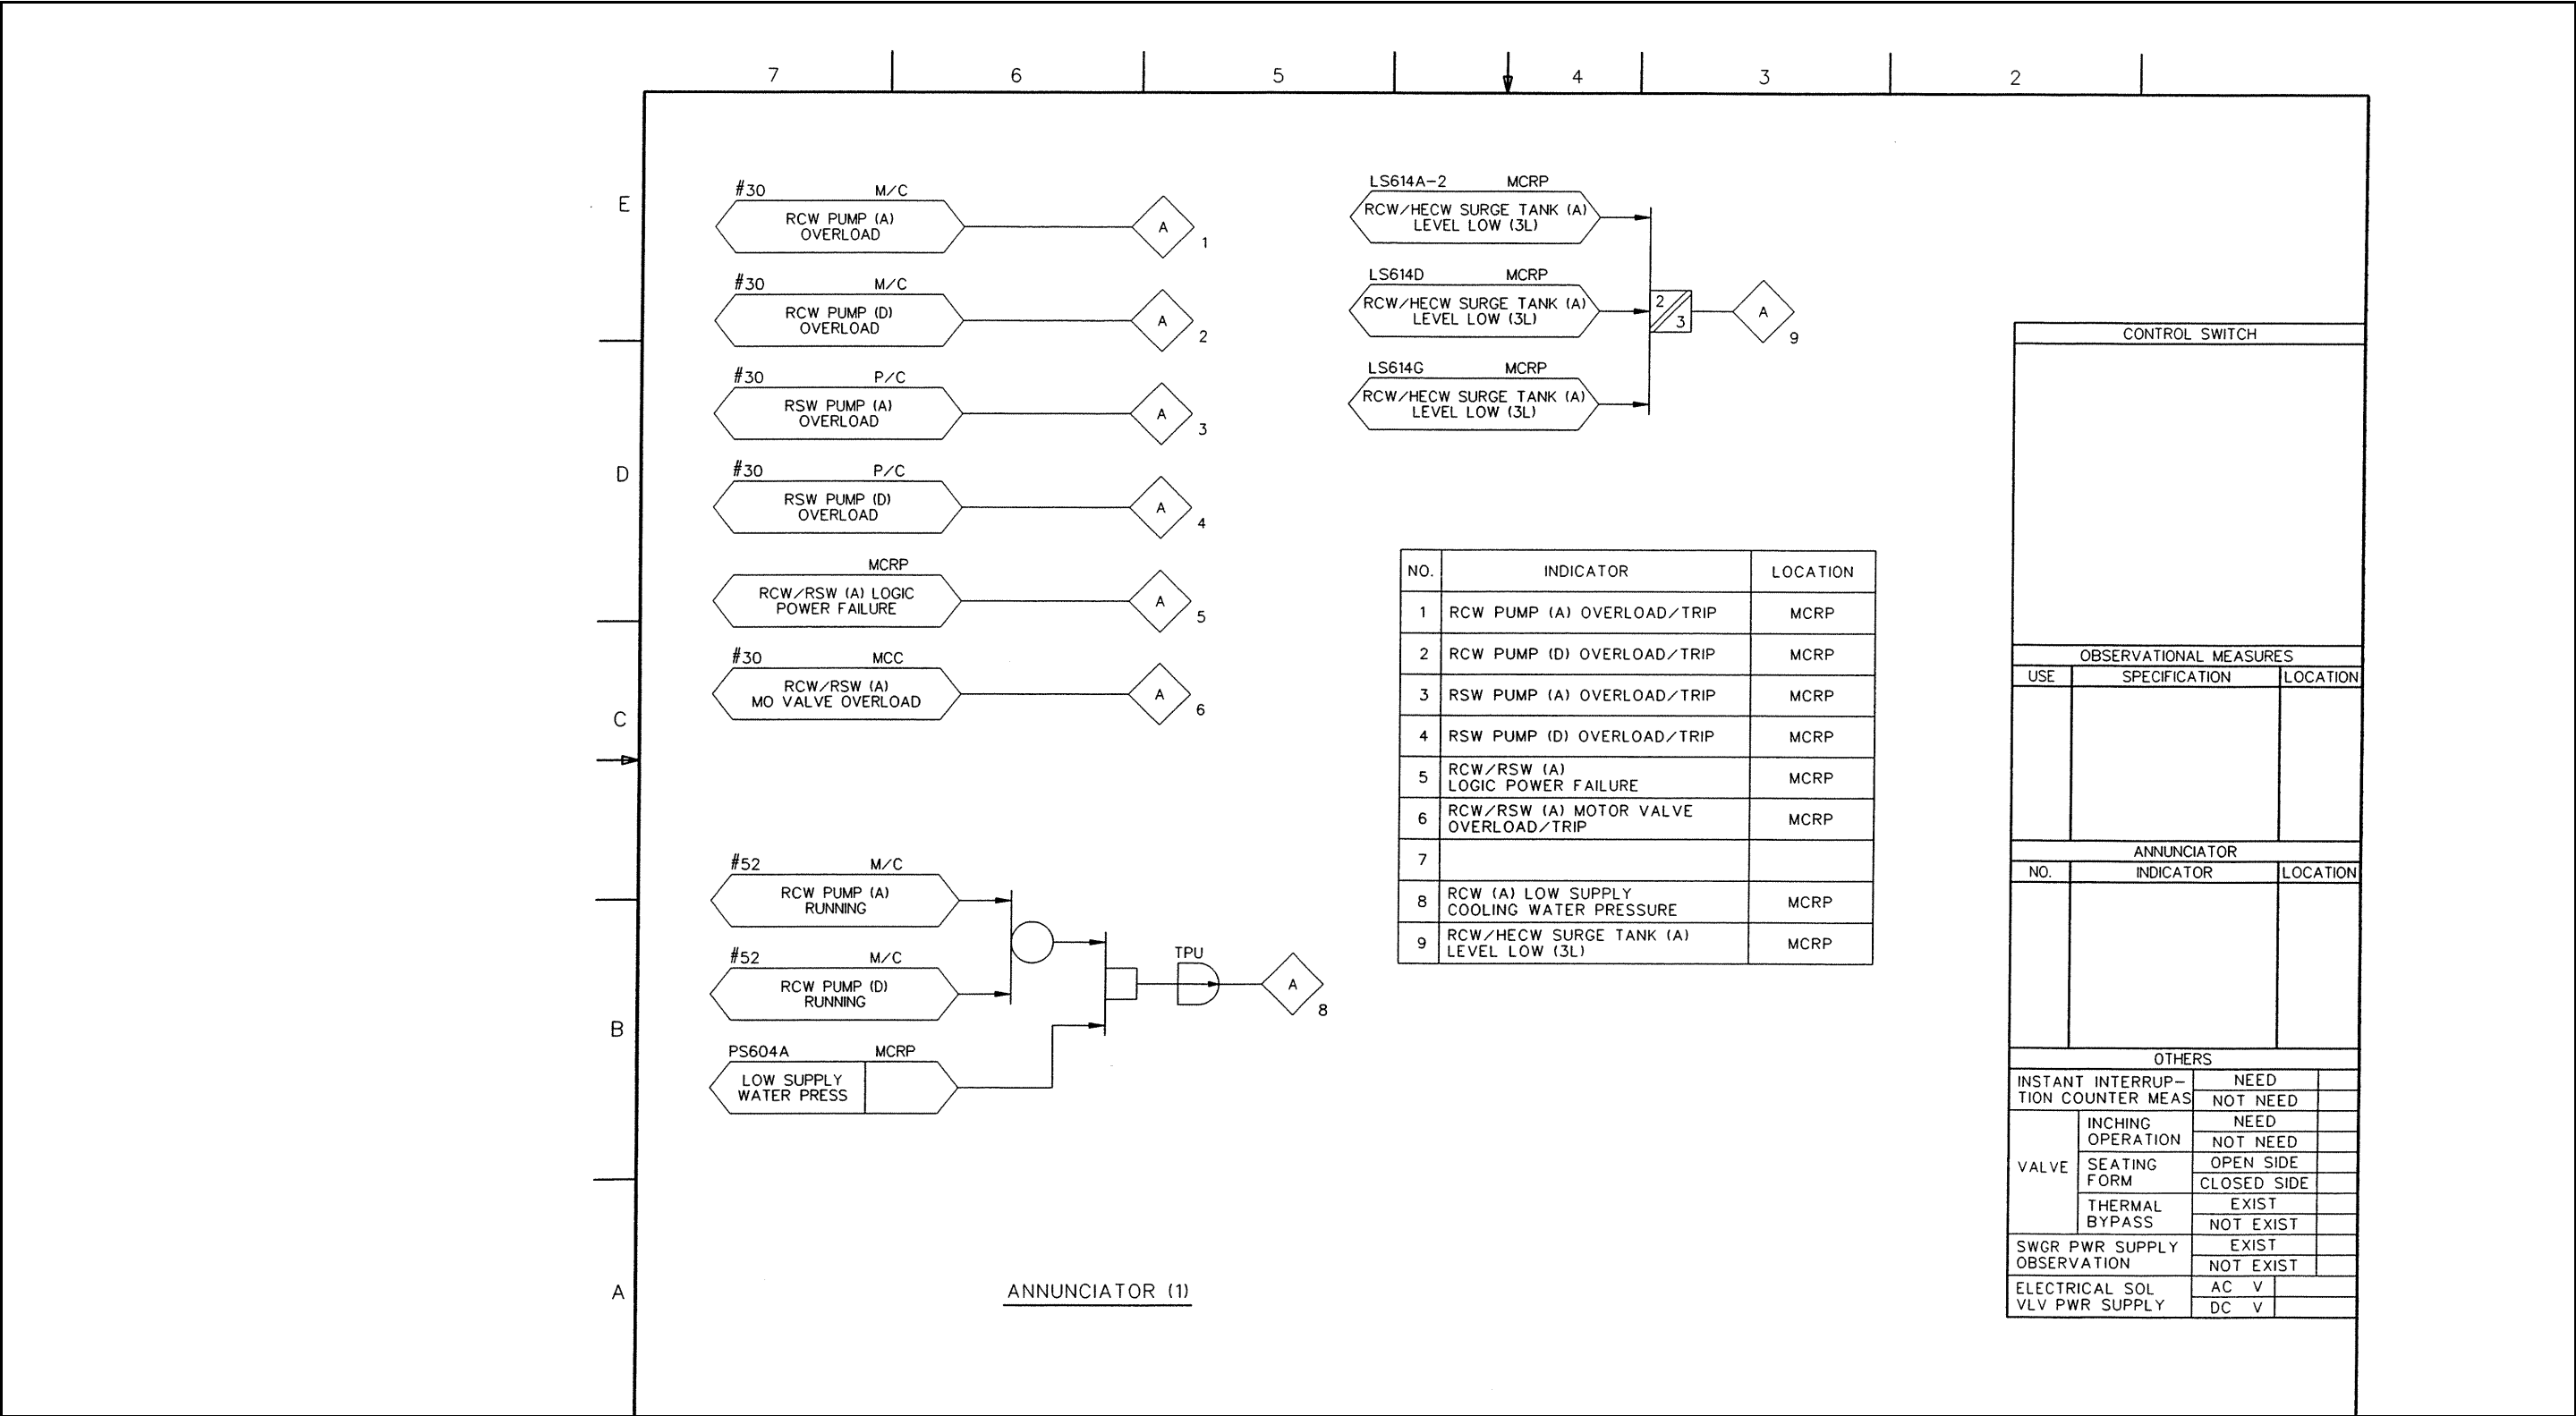 7 6 5 4 3 2
E
D
C
B
A
#30 M/C
RCW PUMP (A)
OVERLOAD
A
1
#30 M/C
RCW PUMP (D)
OVERLOAD
A
2
#30 P/C
RSW PUMP (A)
OVERLOAD
A
3
#30 P/C
RSW PUMP (D)
OVERLOAD
A
4
MCRP
RCW/RSW (A) LOGIC
POWER FAILURE
A
5
#30 MCC
RCW/RSW (A)
MO VALVE OVERLOAD
A
6
#52 M/C
RCW PUMP (A)
RUNNING
#52 M/C
RCW PUMP (D)
RUNNING
PS604A MCRP
LOW SUPPLY
WATER PRESS
TPU
A
8
LS614A-2 MCRP
RCW/HECW SURGE TANK (A)
LEVEL LOW (3L)
LS614D MCRP
RCW/HECW SURGE TANK (A)
LEVEL LOW (3L)
LS614G MCRP
RCW/HECW SURGE TANK (A)
LEVEL LOW (3L)
2
3
A
9
NO. INDICATOR LOCATION
1 RCW PUMP (A) OVERLOAD/TRIP MCRP
2 RCW PUMP (D) OVERLOAD/TRIP MCRP
3 RSW PUMP (A) OVERLOAD/TRIP MCRP
4 RSW PUMP (D) OVERLOAD/TRIP MCRP
5 RCW/RSW (A)
LOGIC POWER FAILURE MCRP
6 RCW/RSW (A) MOTOR VALVE
OVERLOAD/TRIP MCRP
7
8 RCW (A) LOW SUPPLY
COOLING WATER PRESSURE MCRP
9 RCW/HECW SURGE TANK (A)
LEVEL LOW (3L) MCRP
ANNUNCIATOR (1)
CONTROL SWITCH
OBSERVATIONAL MEASURES
USE SPECIFICATION LOCATION
ANNUNCIATOR
NO. INDICATOR LOCATION
OTHERS
INSTANT INTERRUP-
TION COUNTER MEAS
NEED
NOT NEED
VALVE
INCHING
OPERATION
NEED
NOT NEED
SEATING
FORM
OPEN SIDE
CLOSED SIDE
THERMAL
BYPASS
EXIST
NOT EXIST
SWGR PWR SUPPLY
OBSERVATION
EXIST
NOT EXIST
ELECTRICAL SOL
VLV PWR SUPPLY
AC V
DC V